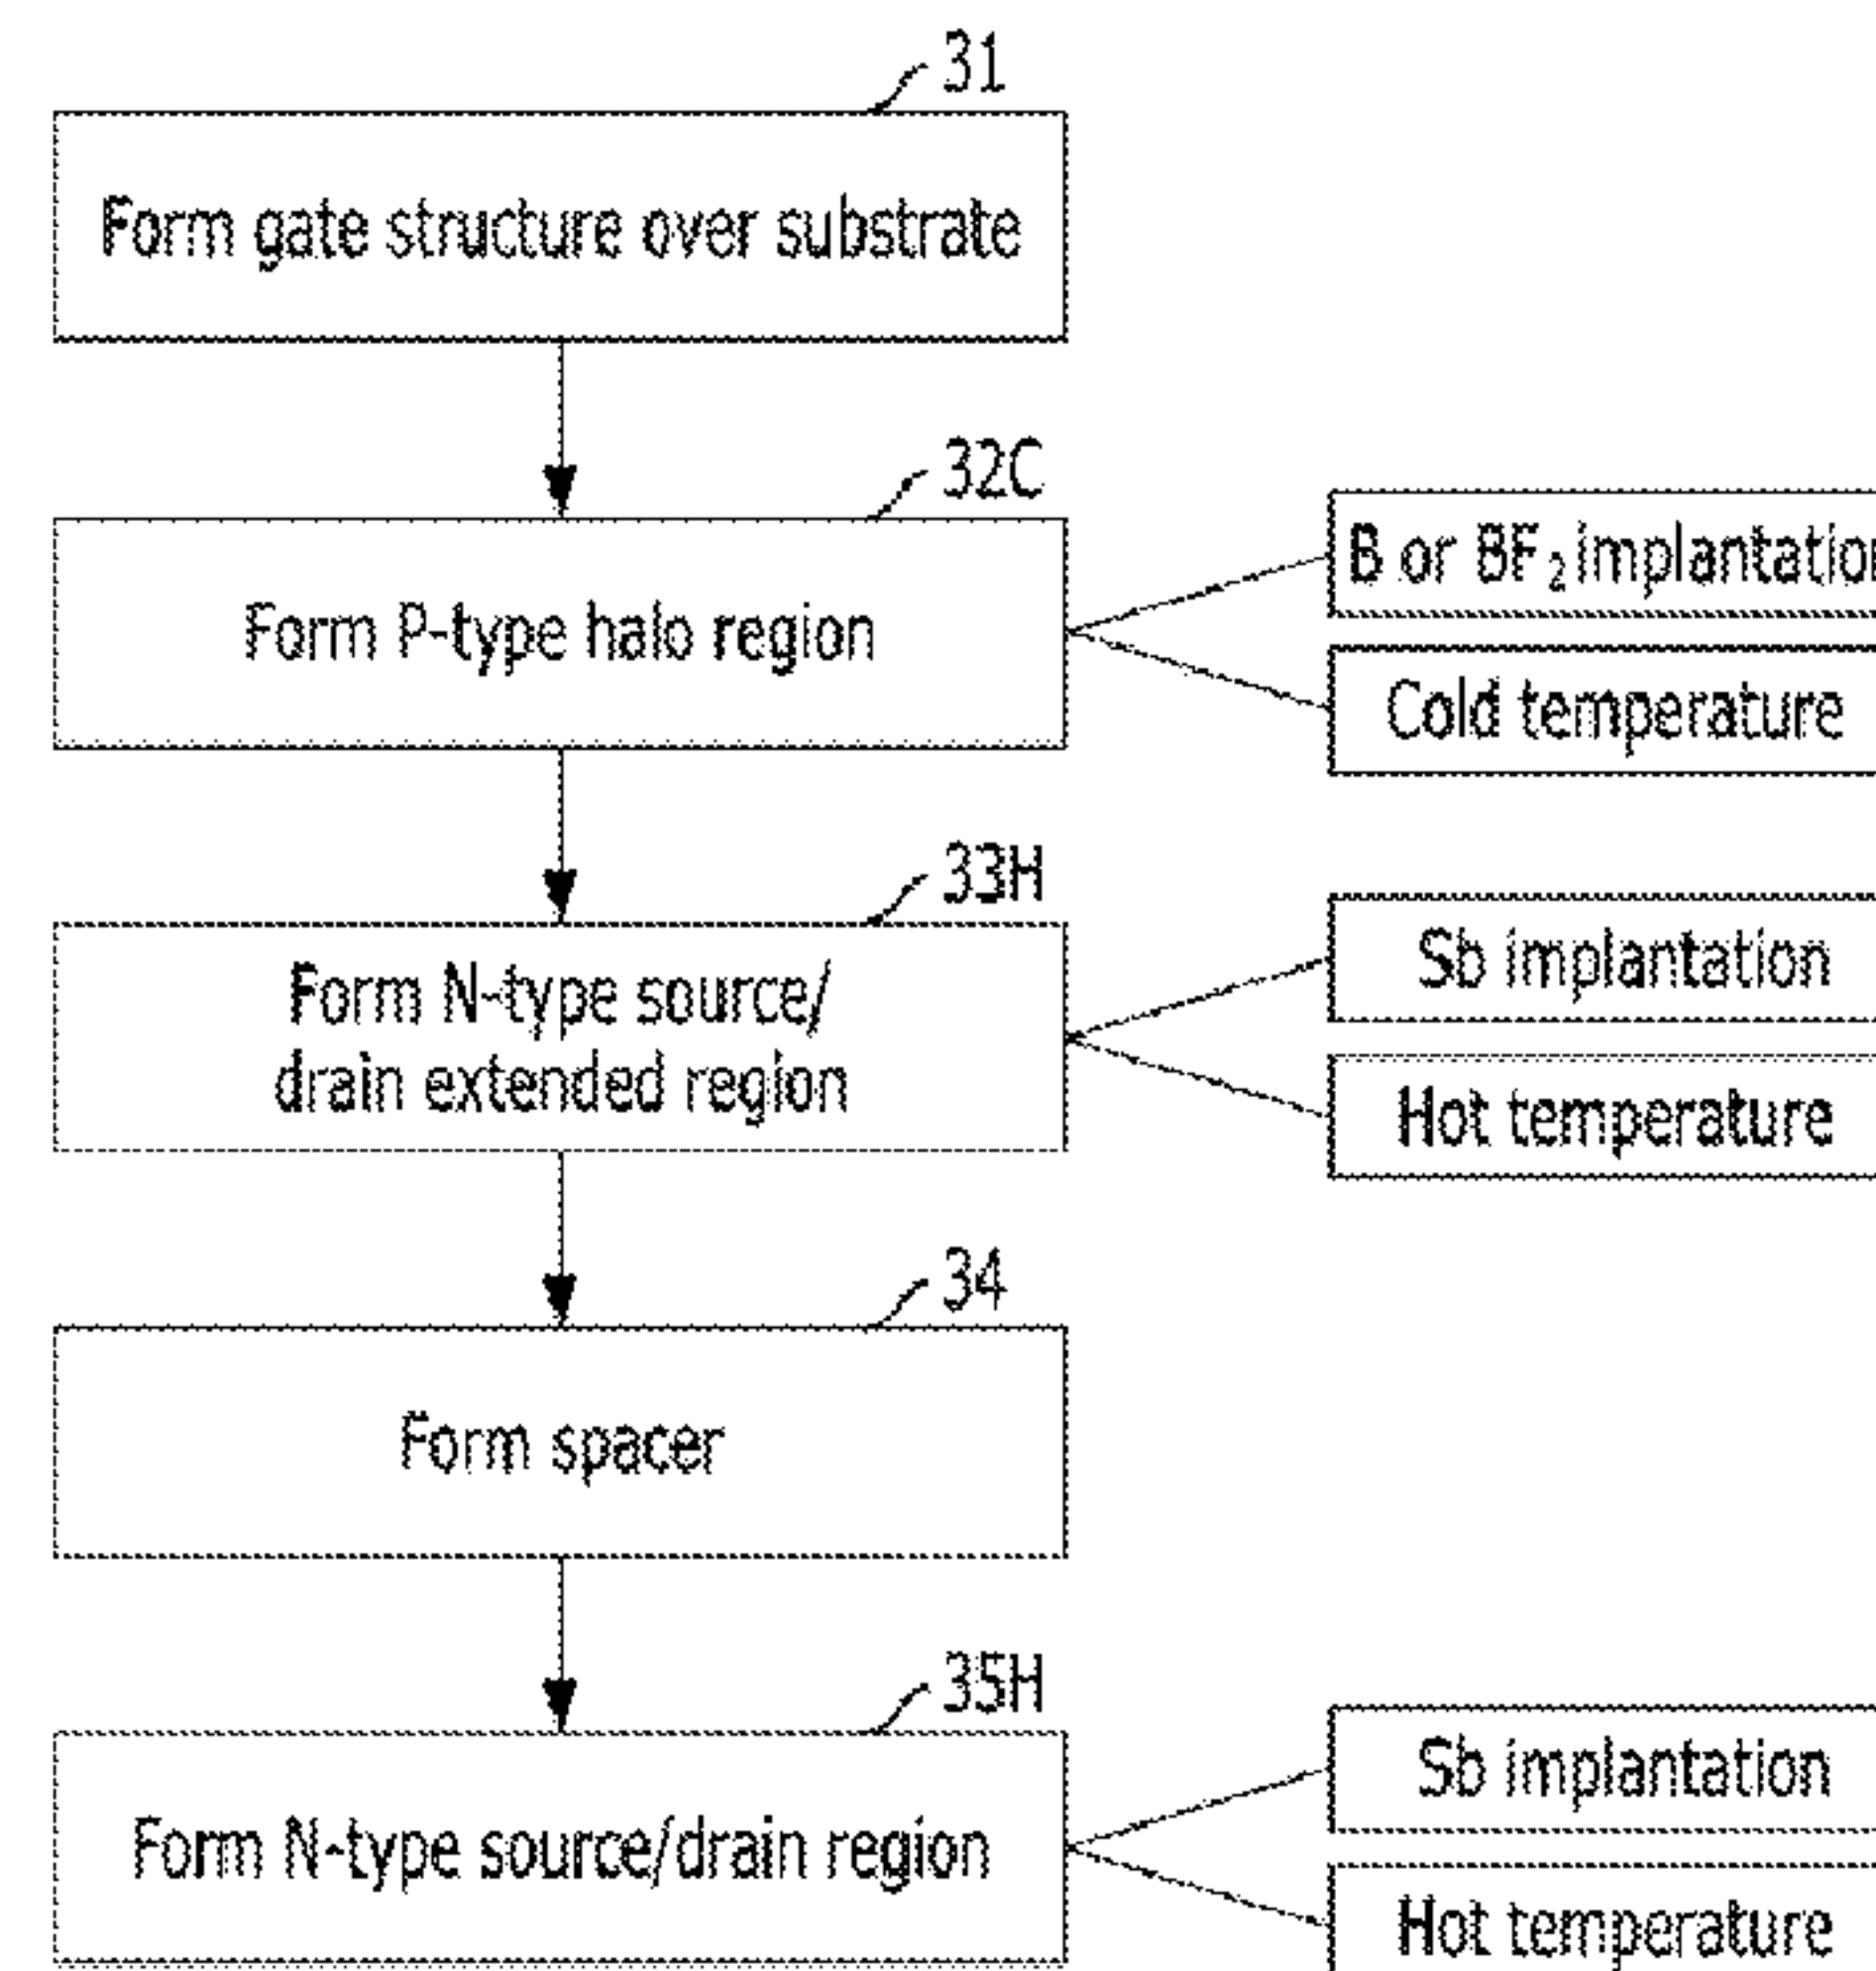 31
Form gate structure over substrate
32C
Form P-type halo region
B or BF₂ implantation
Cold temperature
33H
Form N-type source/
drain extended region
Sb implantation
Hot temperature
34
Form spacer
35H
Form N-type source/drain region
Sb implantation
Hot temperature